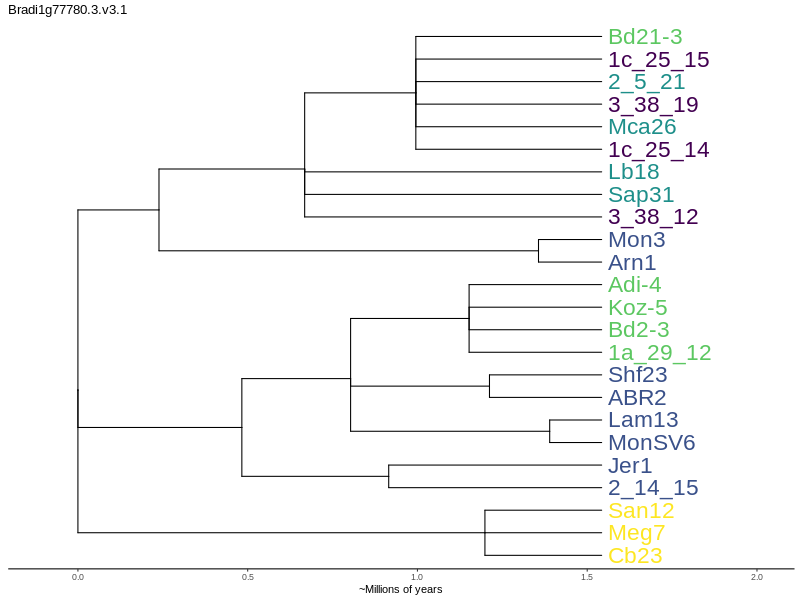 Bradi1g77780.3.v3.1
Bd21-3
1c_25_15
2_5_21
3_38_19
Mca26
1c_25_14
Lb18
Sap31
3_38_12
Mon3
Arn1
Adi-4
Koz-5
Bd2-3
1a_29_12
Shf23
ABR2
Lam13
MonSV6
Jer1
2_14_15
San12
Meg7
Cb23
0.0 0.5 1.0 1.5 2.0
~Millions of years